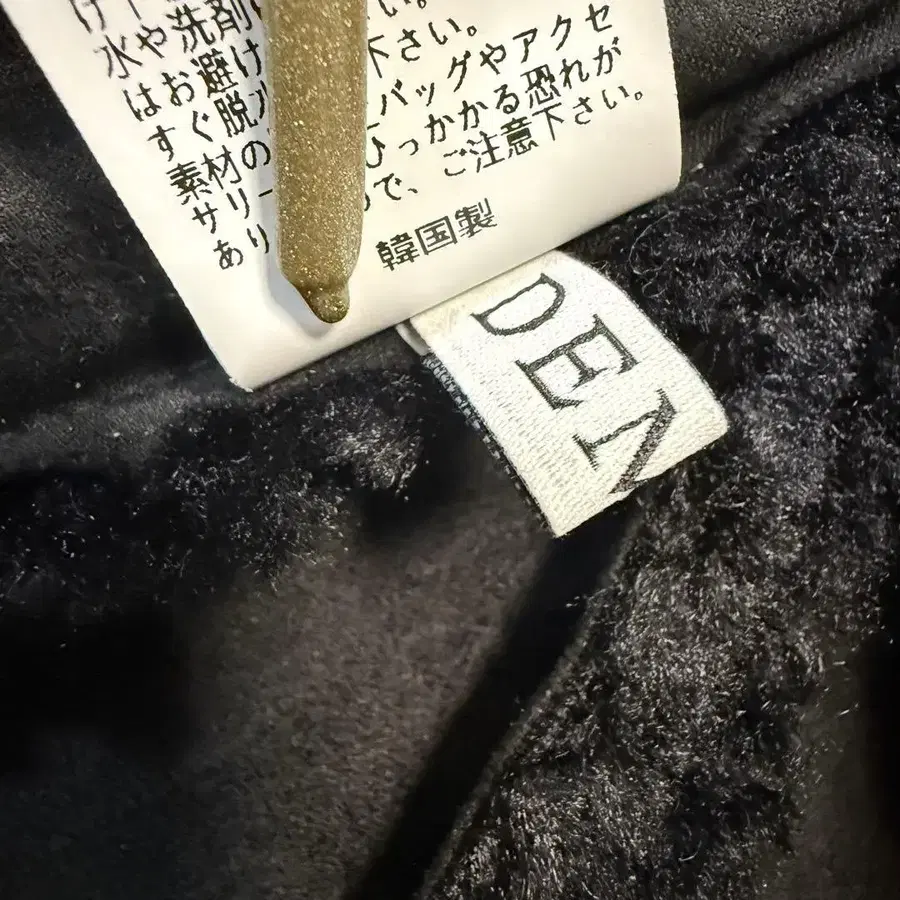 水や洗剤
はお避け 下さい。
すぐ脱水 バッグやアクセ
素材の ひっかかる恐れが
サリー で、ご注意下さい。
あり
韓国製
DEN